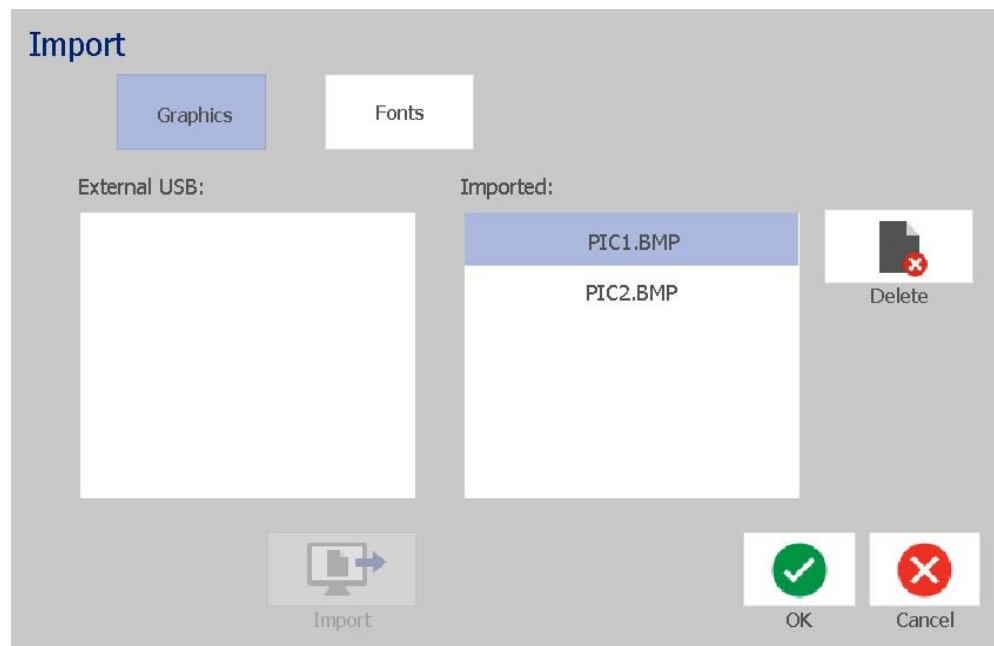 Import
Graphics
Fonts
External USB:
Imported:
PIC1.BMP
PIC2.BMP
Delete
Import
OK
Cancel